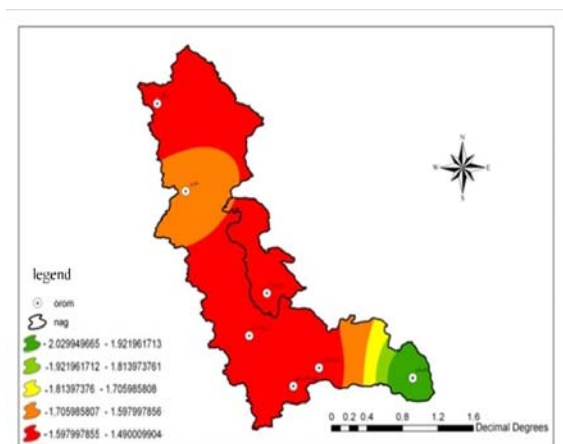 N
W E
S
legend
orom
nag
- 2.029949665 - 1.921961713
-1.921961712 - 1.813973761
-1.81397376 - 1.705985808
-1.705985807 - 1.597997856
-1.597997855 - 1.490009904
0 0.2 0.4 0.8 1.2 1.6
Decimal Degrees